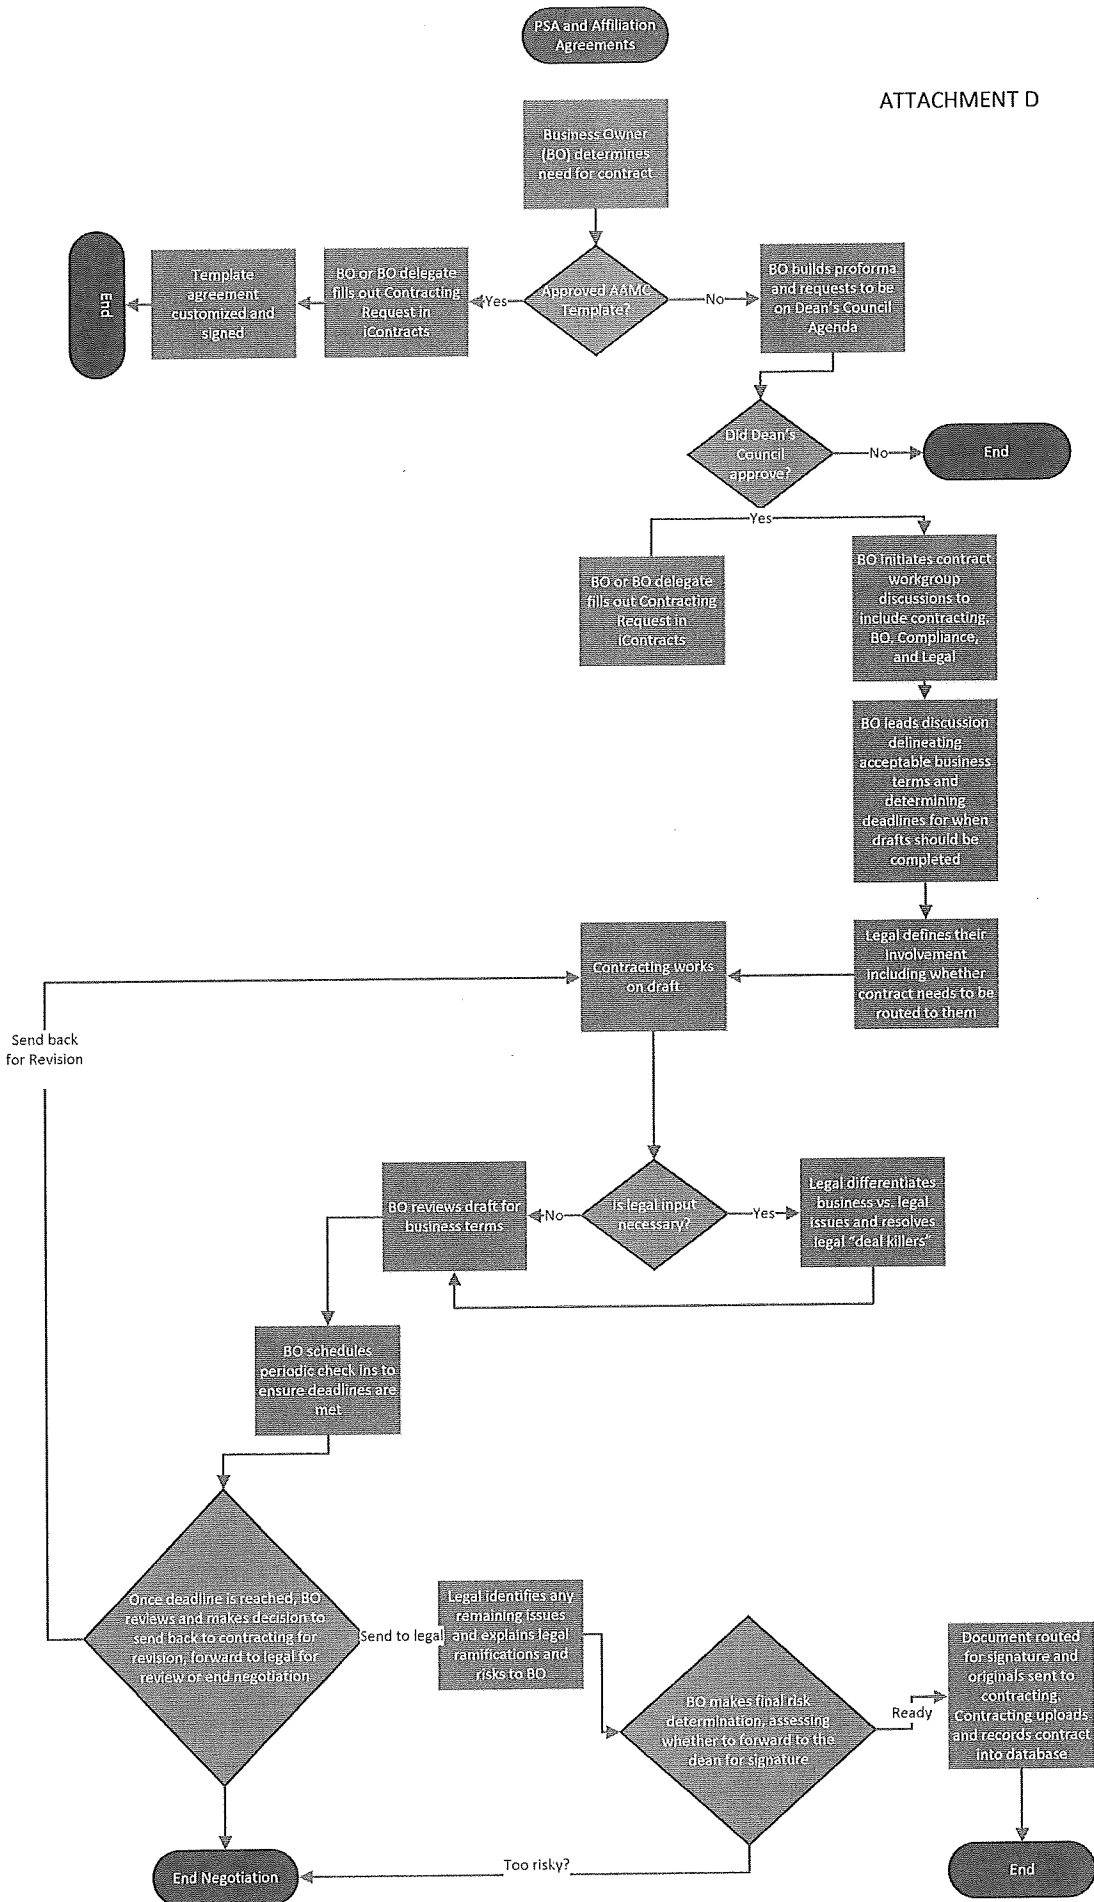 PSA and Affiliation
Agreements
ATTACHMENT D
Business Owner
(BO) determines
need for contract
End
Template
agreement
customized and
signed
BO or BO delegate
fills out Contracting
Request in
iContracts
Yes
Approved AAMC
Template?
No
BO builds proforma
and requests to be
on Dean's Council
Agenda
Did Dean's
Council
approve?
No
End
Yes
BO or BO delegate
fills out Contracting
Request in
iContracts
BO initiates contract
workgroup
discussions to
include contracting,
BO, Compliance,
and Legal
BO leads discussion
delineating
acceptable business
terms and
determining
deadlines for when
drafts should be
completed
Contracting works
on draft
Legal defines their
involvement
including whether
contract needs to be
routed to them
Send back
for Revision
BO reviews draft for
business terms
No
Is legal input
necessary?
Yes
Legal differentiates
business vs. legal
issues and resolves
legal "deal killers"
BO schedules
periodic check ins to
ensure deadlines are
met
Once deadline is reached, BO
reviews and makes decision to
send back to contracting for
revision, forward to legal for
review or end negotiation
Send to legal
Legal identifies any
remaining issues
and explains legal
ramifications and
risks to BO
BO makes final risk
determination, assessing
whether to forward to the
dean for signature
Ready
Document routed
for signature and
originals sent to
contracting.
Contracting uploads
and records contract
into database
End Negotiation
Too risky?
End